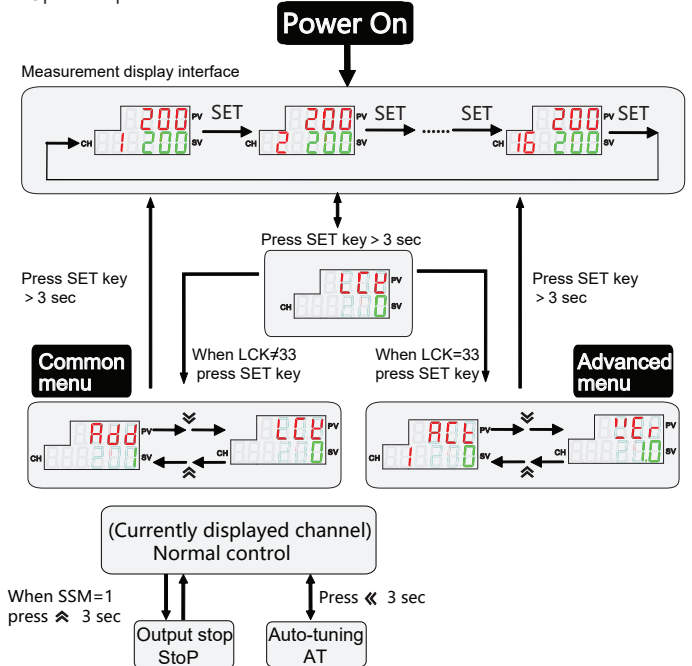 Power On
Measurement display interface
200 PV SET 200 PV SET ...... SET 200 PV SET
CH 1 200 SV CH 2 200 SV CH 16 200 SV
Press SET key > 3 sec
Press SET key
> 3 sec
LCK PV
CH 0 SV
Press SET key
> 3 sec
When LCK≠33
press SET key
When LCK=33
press SET key
Common
menu
Advanced
menu
Add PV LCK PV
CH 1 SV CH 0 SV
ACt PV VEr PV
CH 1 0 SV CH 1.0 SV
(Currently displayed channel)
Normal control
When SSM=1
press 3 sec
Press 3 sec
Output stop
StoP
Auto-tuning
AT